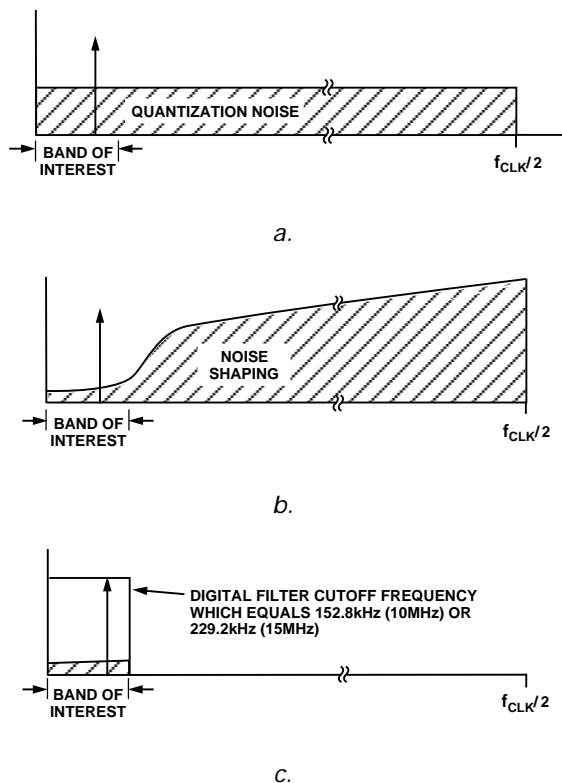 QUANTIZATION NOISE
BAND OF
INTEREST
fCLK/2
a.
NOISE
SHAPING
BAND OF
INTEREST
fCLK/2
b.
DIGITAL FILTER CUTOFF FREQUENCY
WHICH EQUALS 152.8kHz (10MHz) OR
229.2kHz (15MHz)
BAND OF
INTEREST
fCLK/2
c.